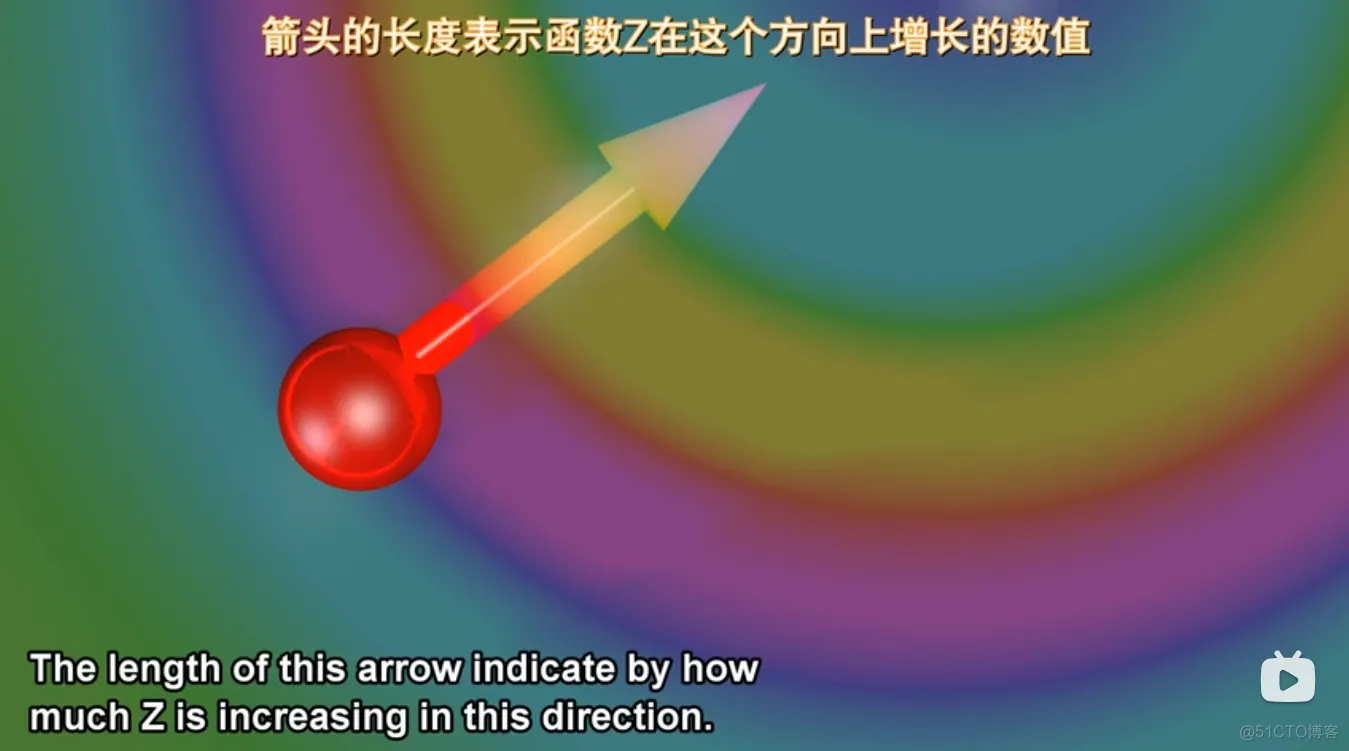 箭头的长度表示函数Z在这个方向上增长的数值
The length of this arrow indicate by how
much Z is increasing in this direction.
@51CTO博客